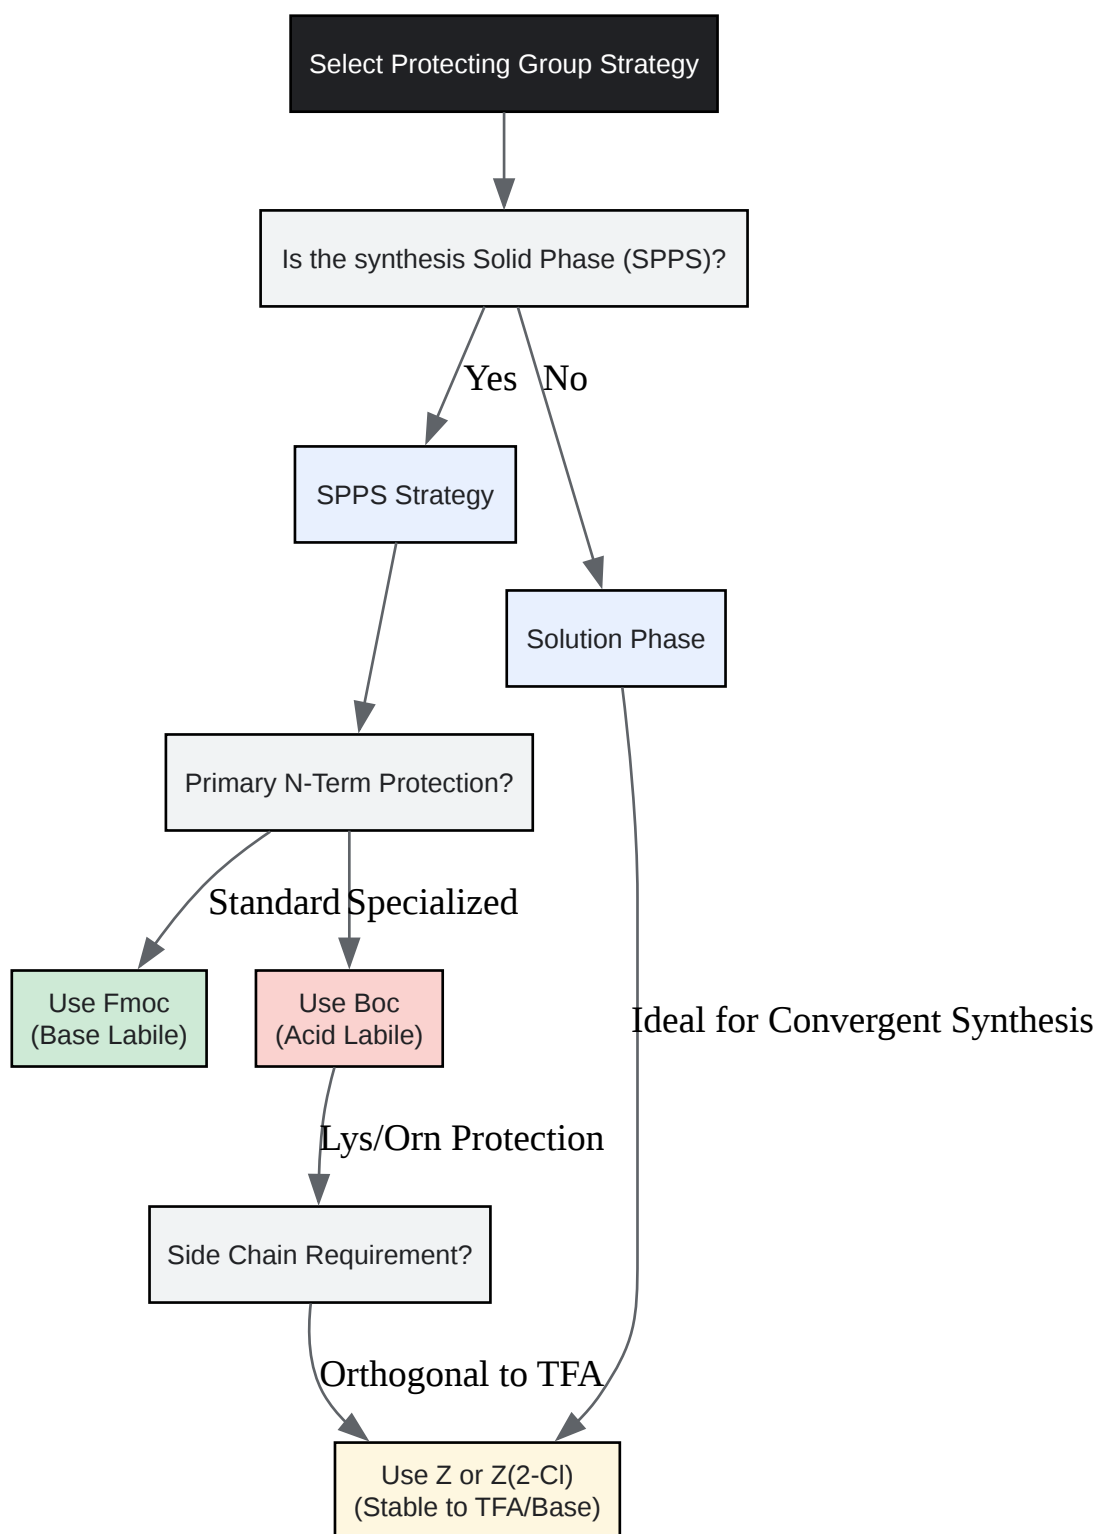 Select Protecting Group Strategy
Is the synthesis Solid Phase (SPPS)?
Yes
No
SPPS Strategy
Solution Phase
Primary N-Term Protection?
Standard
Specialized
Use Fmoc
(Base Labile)
Use Boc
(Acid Labile)
Ideal for Convergent Synthesis
Lys/Orn Protection
Side Chain Requirement?
Orthogonal to TFA
Use Z or Z(2-Cl)
(Stable to TFA/Base)